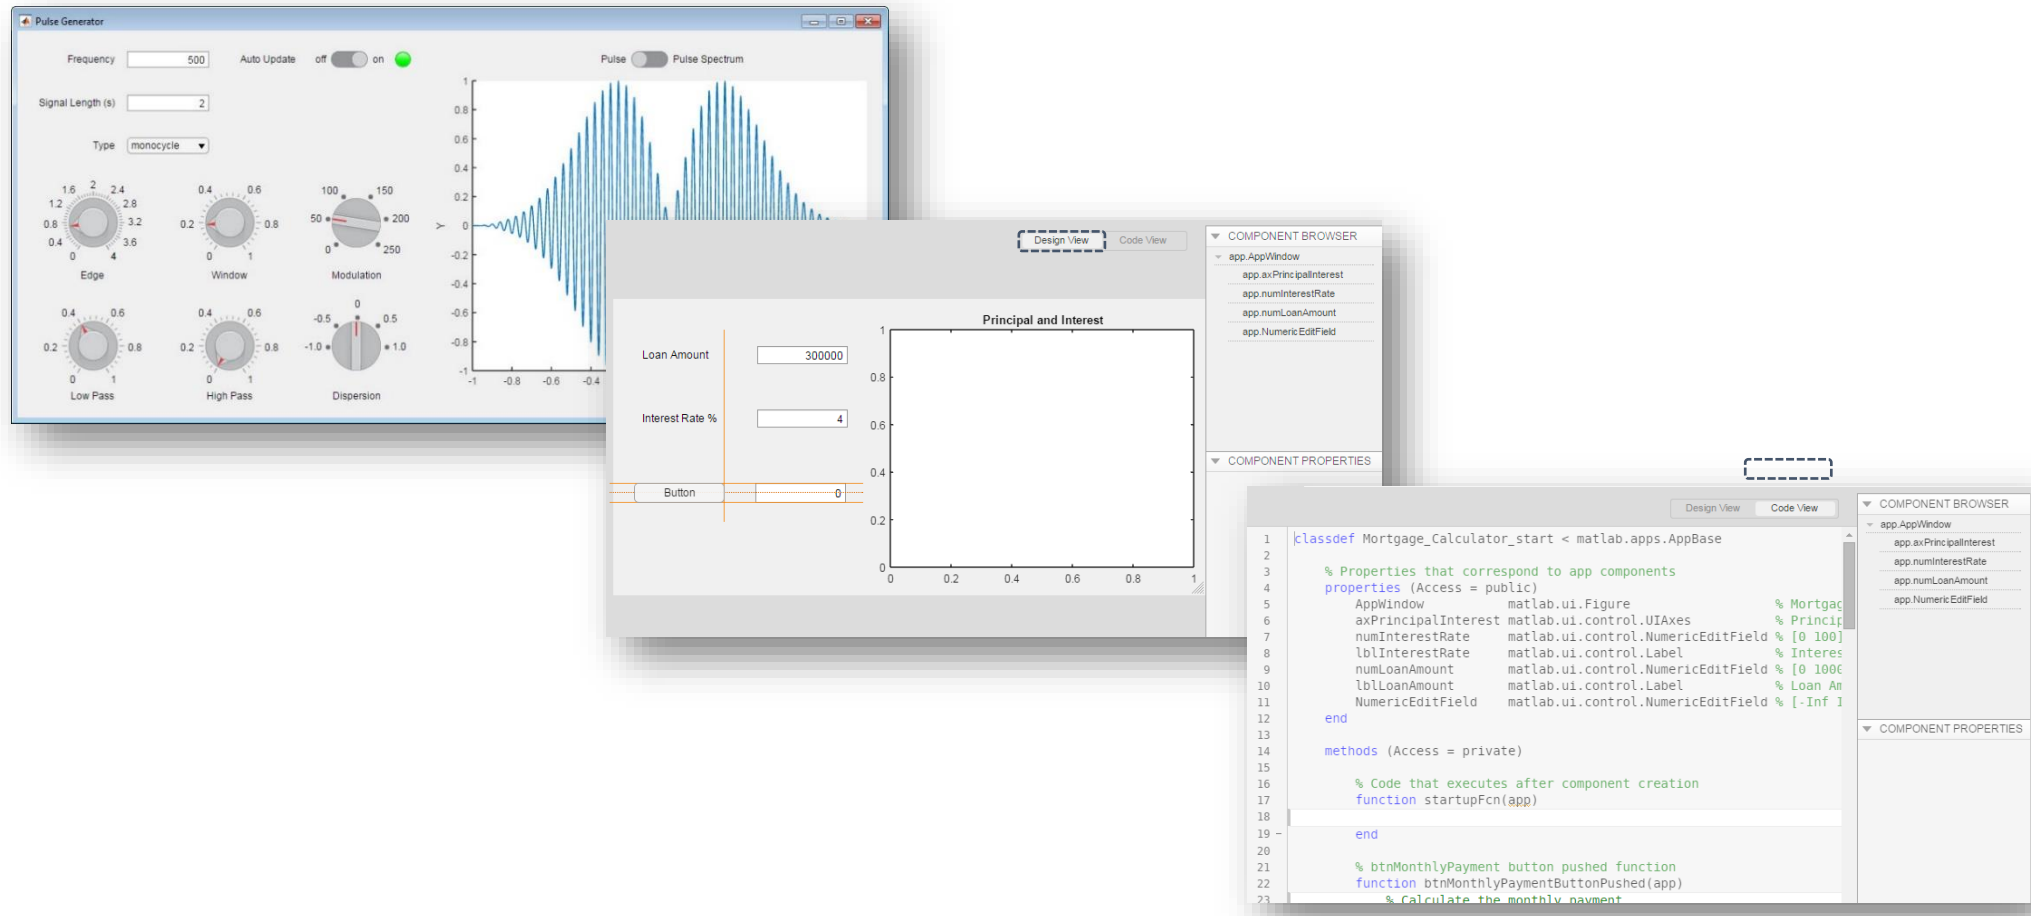 Pulse Generator
Frequency 500 Auto Update off on Pulse Pulse Spectrum
Signal Length (s) 2
Type monocycle
0 0.4 0.8 1.2 1.6 2 2.4 2.8 3.2 3.6 4
Edge
0 0.2 0.4 0.6 0.8 1
Window
0 50 100 150 200 250
Modulation
0 0.2 0.4 0.6 0.8 1
Low Pass
0 0.2 0.4 0.6 0.8 1
High Pass
-1.0 -0.5 0 0.5 1.0
Dispersion
Y
1
0.8
0.6
0.4
0.2
0
-0.2
-0.4
-0.6
-0.8
-1
-1 -0.8 -0.6 -0.4
Design View Code View
Principal and Interest
Loan Amount 300000
Interest Rate % 4
Button 0
1
0.8
0.6
0.4
0.2
0
0 0.2 0.4 0.6 0.8 1
COMPONENT BROWSER
app.AppWindow
app.axPrincipalInterest
app.numInterestRate
app.numLoanAmount
app.NumericEditField
COMPONENT PROPERTIES
Design View Code View
1 classdef Mortgage_Calculator_start < matlab.apps.AppBase
2
3 % Properties that correspond to app components
4 properties (Access = public)
5 AppWindow matlab.ui.Figure % Mortgag
6 axPrincipalInterest matlab.ui.control.UIAxes % Princip
7 numInterestRate matlab.ui.control.NumericEditField % [0 100]
8 lblInterestRate matlab.ui.control.Label % Interes
9 numLoanAmount matlab.ui.control.NumericEditField % [0 1000
10 lblLoanAmount matlab.ui.control.Label % Loan Am
11 NumericEditField matlab.ui.control.NumericEditField % [-Inf I
12 end
13
14 methods (Access = private)
15
16 % Code that executes after component creation
17 function startupFcn(app)
18
19 end
20
21 % btnMonthlyPayment button pushed function
22 function btnMonthlyPaymentButtonPushed(app)
23 % Calculate the monthly payment
COMPONENT BROWSER
app.AppWindow
app.axPrincipalInterest
app.numInterestRate
app.numLoanAmount
app.NumericEditField
COMPONENT PROPERTIES